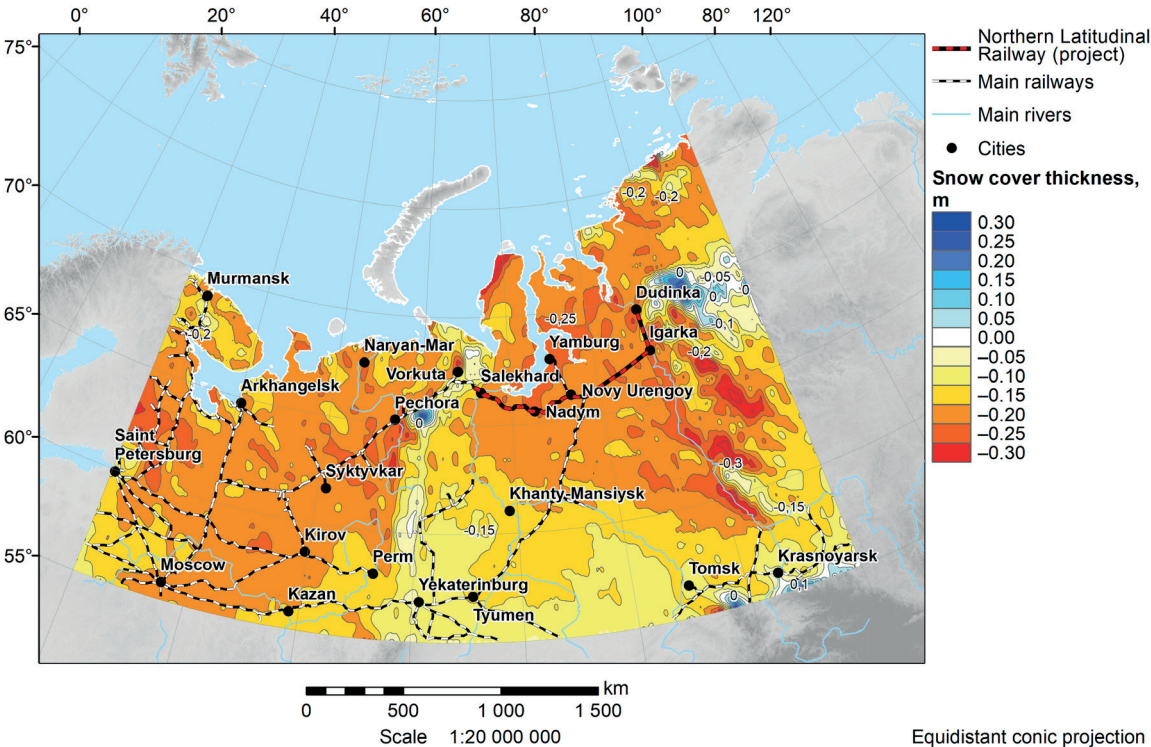 0° 20° 40° 60° 80° 100° 80° 120°
75°
70°
65°
60°
55°
Murmansk
-0,2
Arkhangelsk
Saint
Petersburg
Moscow
Naryan-Mar
Vorkuta
Pechora
0
Syktyvkar
Kirov
Kazan
Perm
Yekaterinburg
Tyumen
-0,15
Khanty-Mansiysk
Salekhard
Nadym
Novy Urengoy
Yamburg
-0,25
Dudinka
Igarka
-0,2
-0,2
-0,2
0
-0,05
0
0
-0,1
-0,3
-0,15
Tomsk
0
Krasnoyarsk
0,1
Northern Latitudinal
Railway (project)
Main railways
Main rivers
Cities
Snow cover thickness,
m
0.30
0.25
0.20
0.15
0.10
0.05
0.00
–0.05
–0.10
–0.15
–0.20
–0.25
–0.30
km
0 500 1 000 1 500
Scale 1:20 000 000
Equidistant conic projection